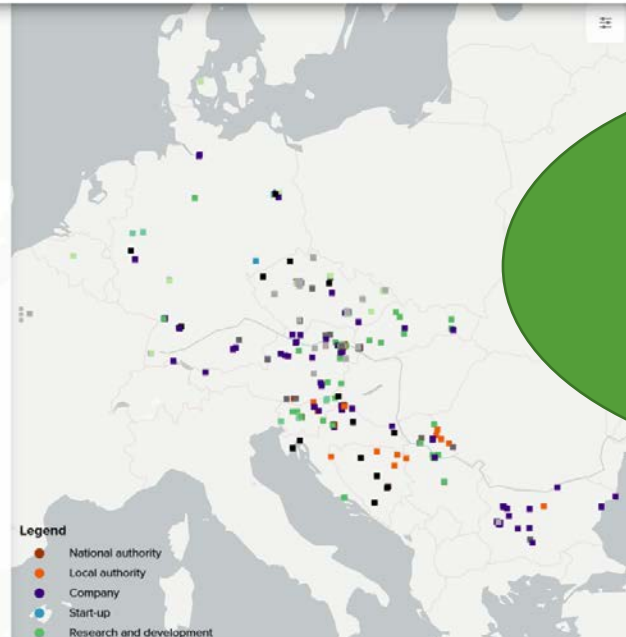 Legend
National authority
Local authority
Company
Start-up
Research and development